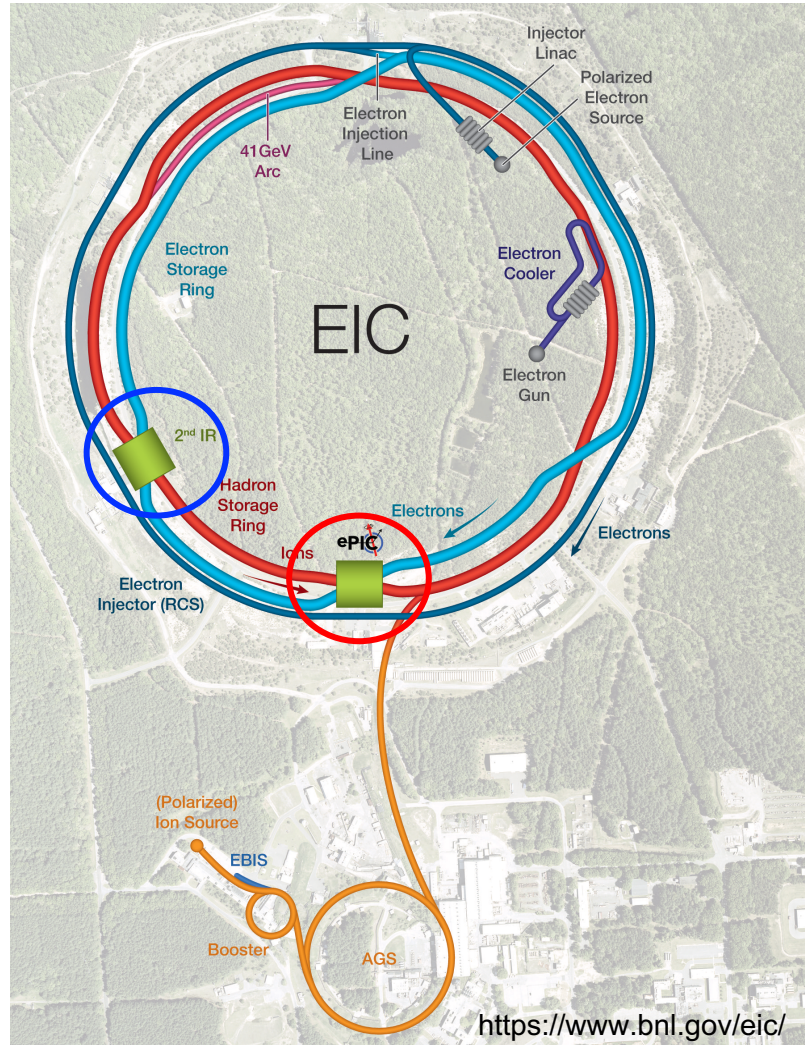 Injector
Linac
Polarized
Electron
Source
Electron
Injection
Line
41GeV
Arc
Electron
Storage
Ring
Electron
Cooler
EIC
Electron
Gun
2nd IR
Hadron
Storage
Ring
Electrons
ePIC
Ions
Electrons
Electron
Injector (RCS)
(Polarized)
Ion Source
EBIS
Booster
AGS
https://www.bnl.gov/eic/